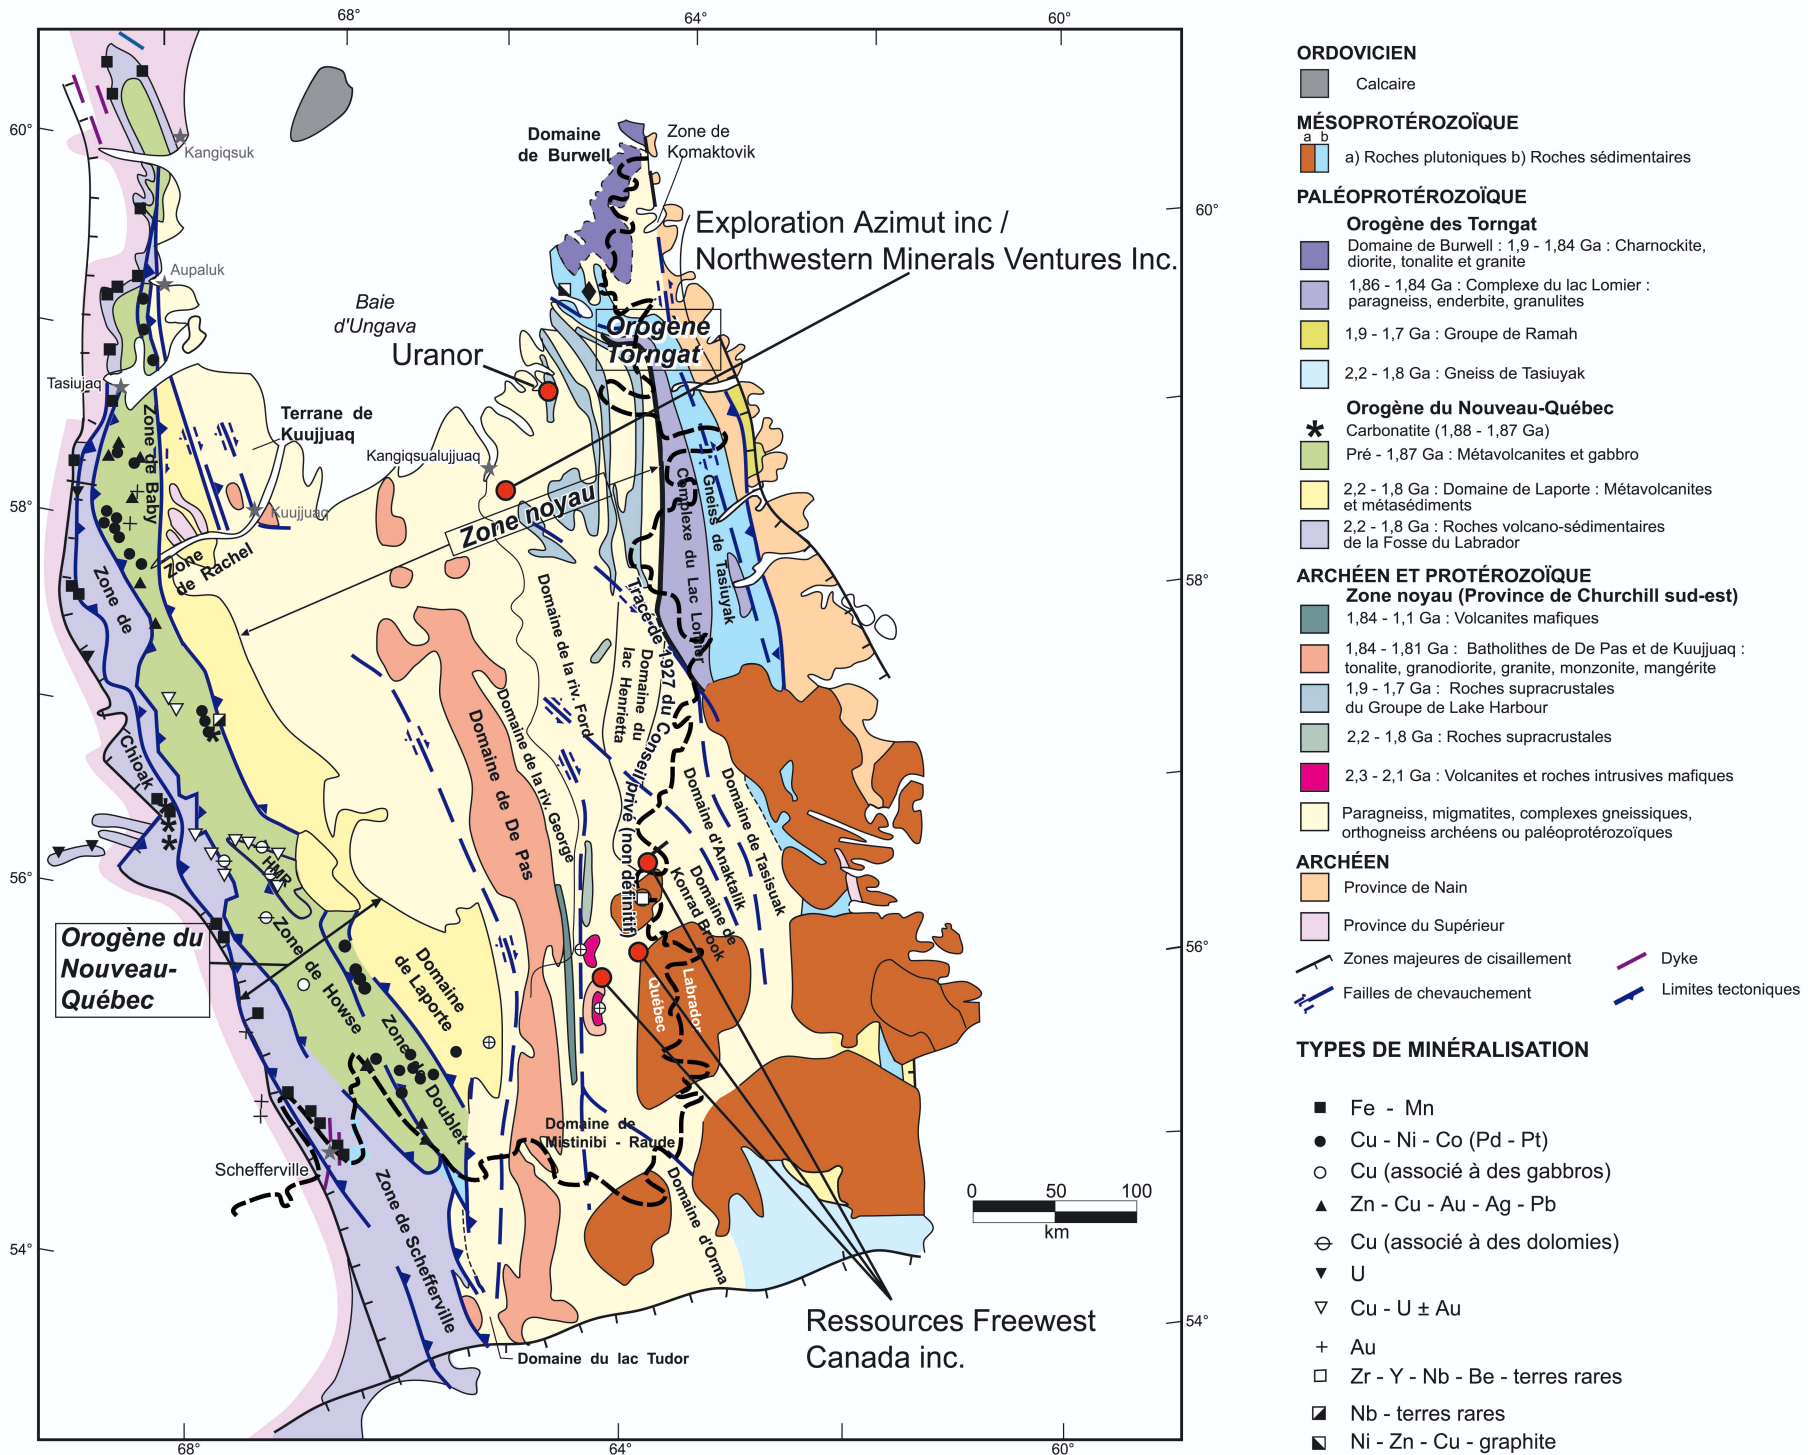 68°
64°
60°
60°
58°
56°
54°
60°
58°
56°
54°
68°
64°
60°
Kangiqsuk
Aupaluk
Tasiujaq
Baie
d'Ungava
Uranor
Domaine
de Burwell
Zone de
Komaktovik
Exploration Azimut inc /
Northwestern Minerals Ventures Inc.
Orogène
Torngat
Terrane de
Kuujjuaq
Kangiqsualujjuaq
Kuujjuaq
Zone de Baby
Zone
de Rachel
Zone noyau
Zone de
Chioak
Complexe du Lac Lomier
Gneiss de Tasiuyak
Tracé de 1927 du Conseil privé (non définitif)
Domaine de la riv. Ford
Domaine du
lac Henrietta
Domaine de la riv. George
Domaine de De Pas
Domaine de Tasisuak
Domaine d'Anaktalik
Domaine de
Konrad Brook
HMR
Orogène du
Nouveau-
Québec
Zone de Howse
Domaine
de Laporte
Zone de Doublet
Québec
Labrador
Domaine de
Mistinibi - Raude
Domaine d'Orma
Schefferville
Zone de Schefferville
Domaine du lac Tudor
Ressources Freewest
Canada inc.
0 50 100
km
ORDOVICIEN
Calcaire
MÉSOPROTÉROZOÏQUE
a b
a) Roches plutoniques b) Roches sédimentaires
PALÉOPROTÉROZOÏQUE
Orogène des Torngat
Domaine de Burwell : 1,9 - 1,84 Ga : Charnockite,
diorite, tonalite et granite
1,86 - 1,84 Ga : Complexe du lac Lomier :
paragneiss, enderbite, granulites
1,9 - 1,7 Ga : Groupe de Ramah
2,2 - 1,8 Ga : Gneiss de Tasiuyak
Orogène du Nouveau-Québec
Carbonatite (1,88 - 1,87 Ga)
Pré - 1,87 Ga : Métavolcanites et gabbro
2,2 - 1,8 Ga : Domaine de Laporte : Métavolcanites
et métasédiments
2,2 - 1,8 Ga : Roches volcano-sédimentaires
de la Fosse du Labrador
ARCHÉEN ET PROTÉROZOÏQUE
Zone noyau (Province de Churchill sud-est)
1,84 - 1,1 Ga : Volcanites mafiques
1,84 - 1,81 Ga : Batholithes de De Pas et de Kuujjuaq :
tonalite, granodiorite, granite, monzonite, mangérite
1,9 - 1,7 Ga : Roches supracrustales
du Groupe de Lake Harbour
2,2 - 1,8 Ga : Roches supracrustales
2,3 - 2,1 Ga : Volcanites et roches intrusives mafiques
Paragneiss, migmatites, complexes gneissiques,
orthogneiss archéens ou paléoprotérozoïques
ARCHÉEN
Province de Nain
Province du Supérieur
Zones majeures de cisaillement
Dyke
Failles de chevauchement
Limites tectoniques
TYPES DE MINÉRALISATION
Fe - Mn
Cu - Ni - Co (Pd - Pt)
Cu (associé à des gabbros)
Zn - Cu - Au - Ag - Pb
Cu (associé à des dolomies)
U
Cu - U ± Au
Au
Zr - Y - Nb - Be - terres rares
Nb - terres rares
Ni - Zn - Cu - graphite